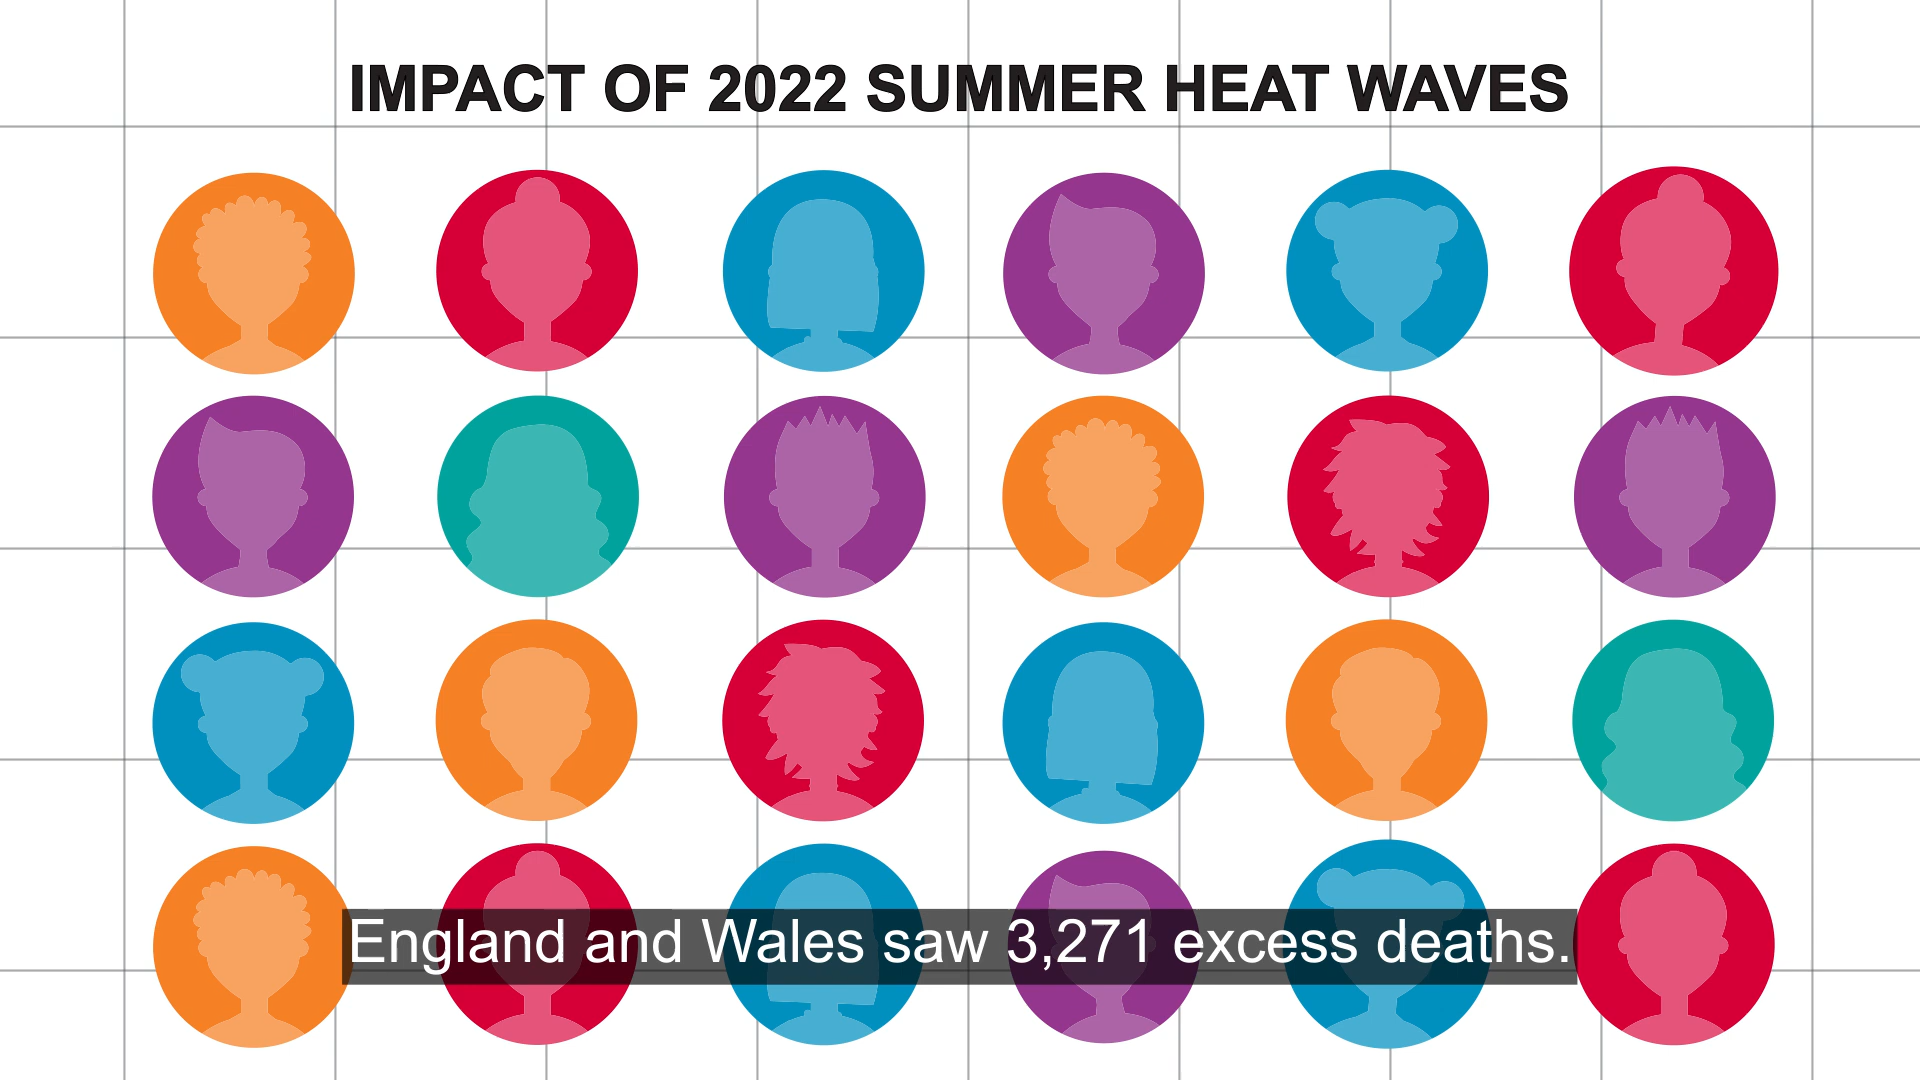 IMPACT OF 2022 SUMMER HEAT WAVES
England and Wales saw 3,271 excess deaths.